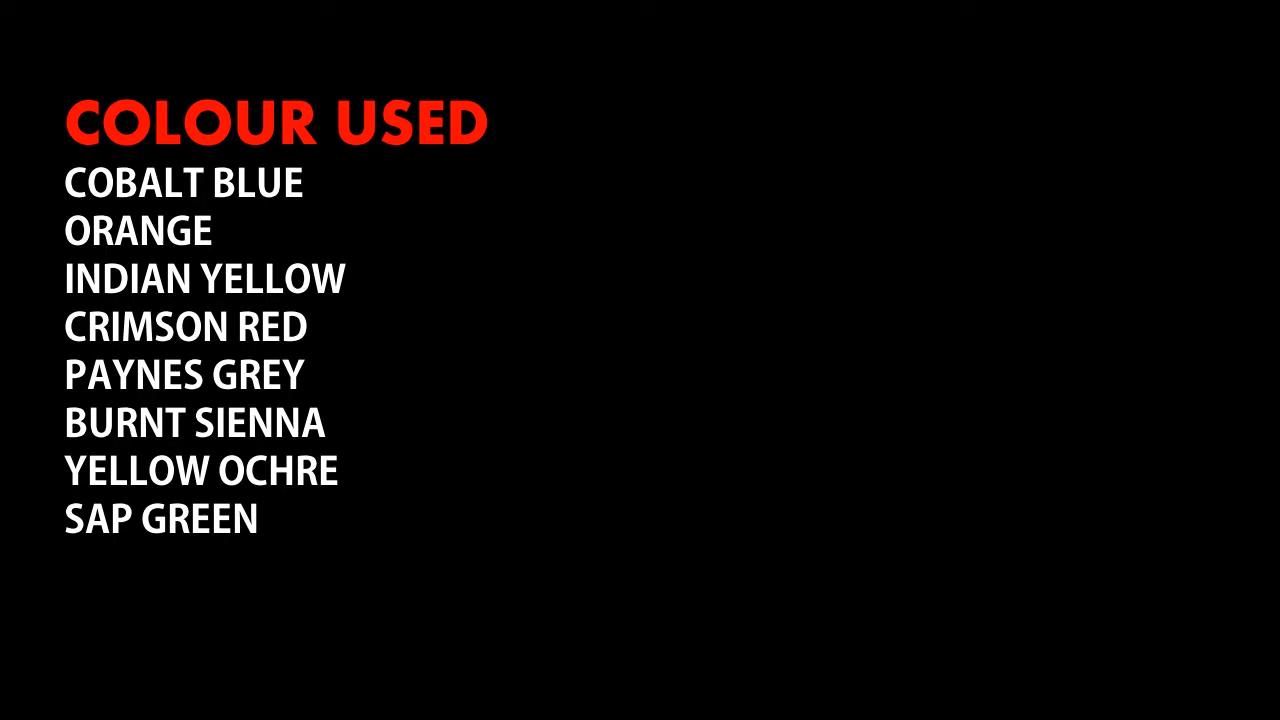 COLOUR USED
COBALT BLUE
ORANGE
INDIAN YELLOW
CRIMSON RED
PAYNES GREY
BURNT SIENNA
YELLOW OCHRE
SAP GREEN